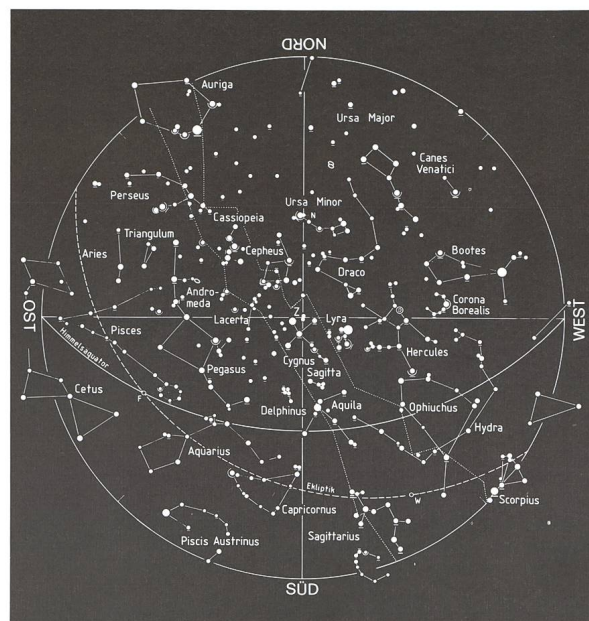 NORD
Auriga
Ursa Major
Canes
Venatici
Perseus
Ursa Minor
N
Cassiopeia
Triangulum
Cepheus
Bootes
Aries
Draco
Andro-
meda
Corona
Borealis
OST
Z
Lacerta
Lyra
WEST
Pisces
Himmelsäquator
Hercules
Cygnus
Pegasus
Sagitta
Cetus
F
Delphinus
Aquila
Ophiuchus
Hydra
Aquarius
Ekliptik
W
Scorpius
Capricornus
Sagittarius
Piscis Austrinus
SÜD